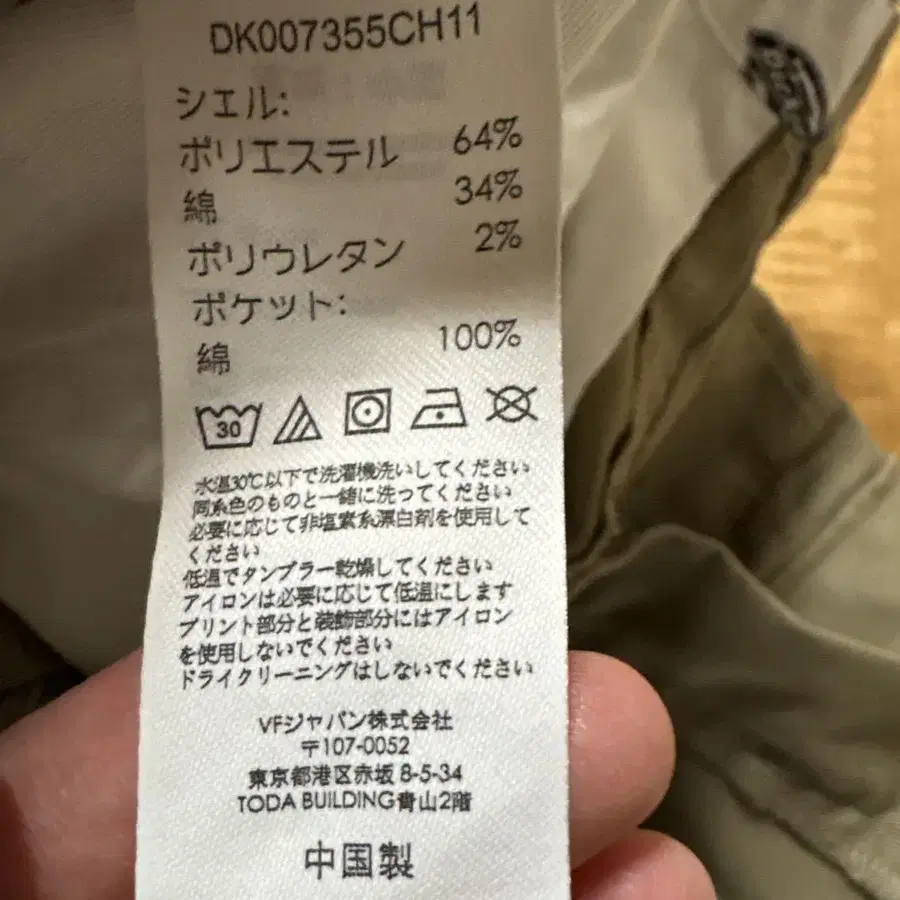 DK007355CH11
シェル:
ポリエステル 64%
綿 34%
ポリウレタン 2%
ポケット:
綿 100%
30
水温30℃以下で洗濯機洗いしてください
同系色のものと一緒に洗ってください
必要に応じて非塩素系漂白剤を使用して
ください
低温でタンブラー乾燥してください
アイロンは必要に応じて低温にします
プリント部分と装飾部分にはアイロン
を使用しないでください
ドライクリーニングはしないでください
VFジャパン株式会社
〒107-0052
東京都港区赤坂 8-5-34
TODA BUILDING青山2階
中国製